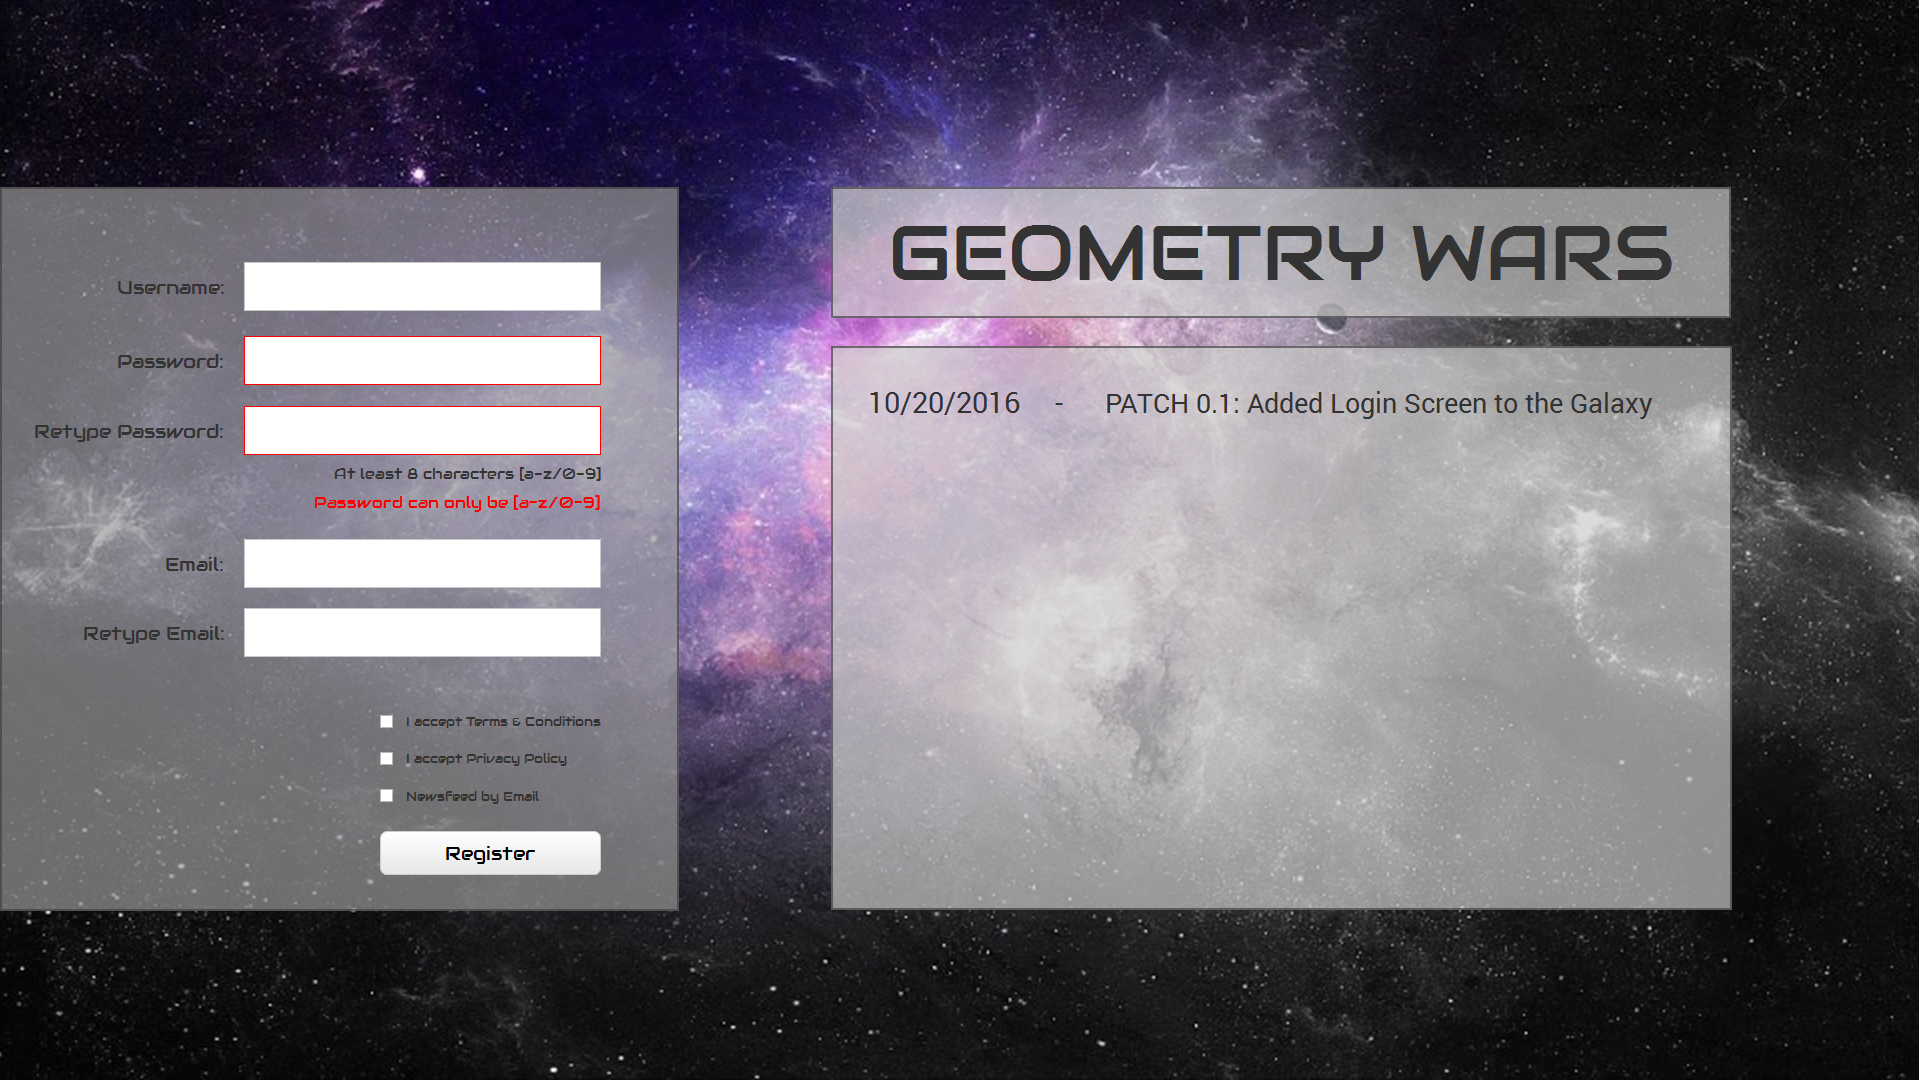 Username:
Password:
Retype Password:
At least 8 characters [a-z/0-9]
Password can only be [a-z/0-9]
Email:
Retype Email:
I accept Terms & Conditions
I accept Privacy Policy
Newsfeed by Email
Register
GEOMETRY WARS
10/20/2016 - PATCH 0.1: Added Login Screen to the Galaxy